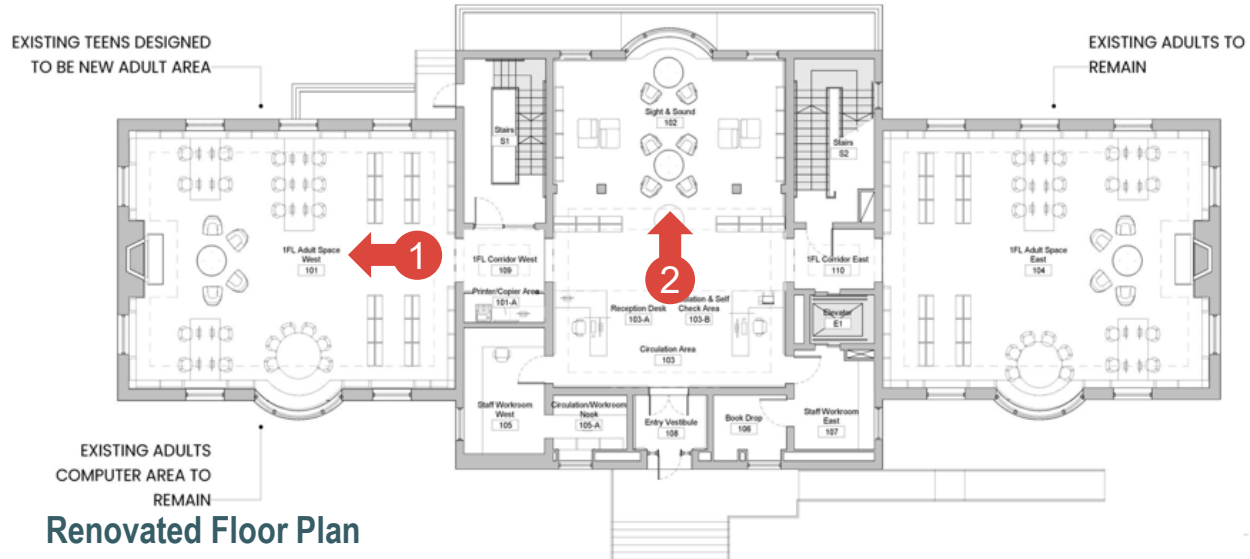 EXISTING TEENS DESIGNED
TO BE NEW ADULT AREA
EXISTING ADULTS TO
REMAIN
Stairs
S1
Sight & Sound
102
Stairs
S2
1FL Adult Space
West
101
1
1FL Corridor West
109
2
1FL Corridor East
110
1FL Adult Space
East
104
Printer/Copier Area
101-A
Reception Desk
103-A
ulation & Self
Check Area
103-B
Elevator
E1
Circulation Area
103
Staff Workroom
West
105
Circulation/Workroom
Nook
105-A
Entry Vestibule
108
Book Drop
106
Staff Workroom
East
107
EXISTING ADULTS
COMPUTER AREA TO
REMAIN
Renovated Floor Plan